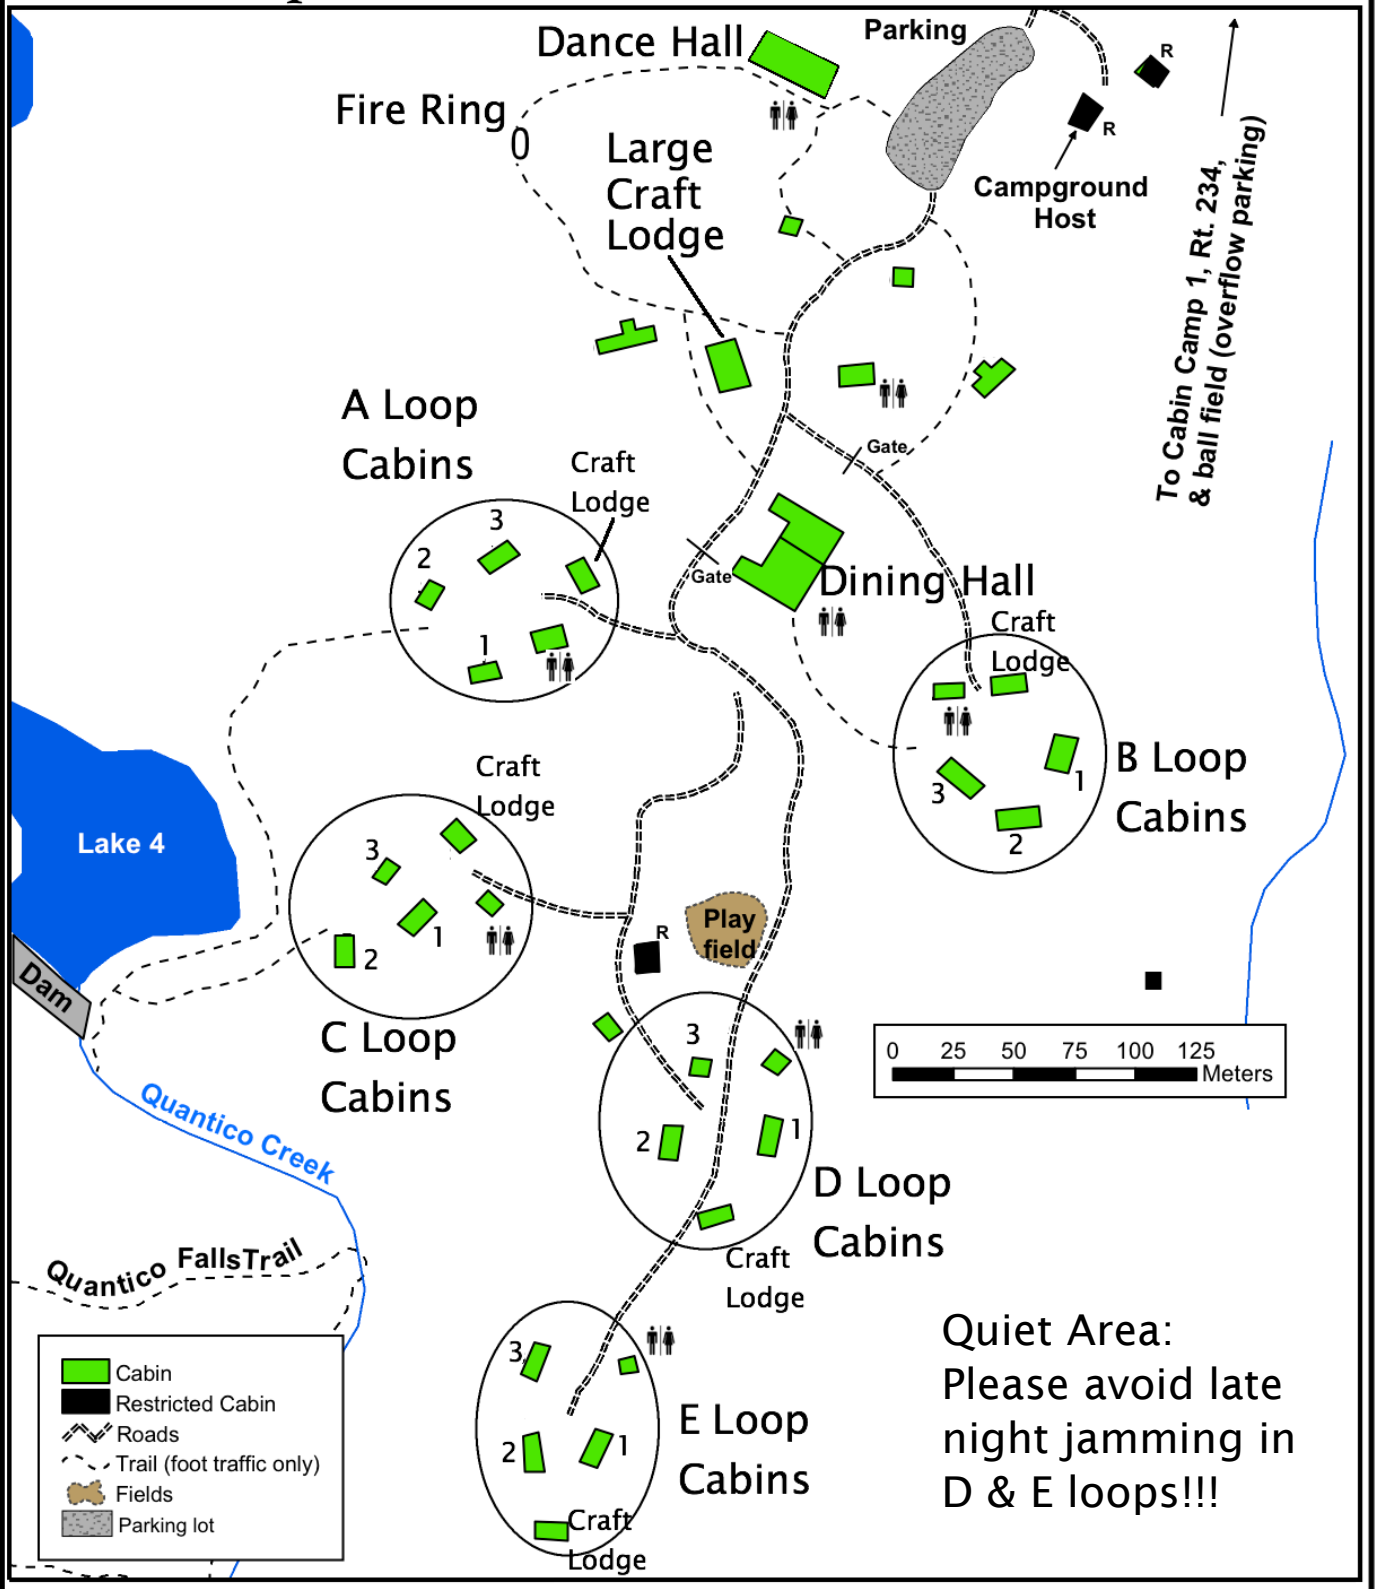 Dance Hall
Parking
R
Fire Ring
R
Large
Craft
Lodge
Campground
Host
To Cabin Camp 1, Rt. 234,
& ball field (overflow parking)
A Loop
Cabins
Craft
Lodge
Gate
3
2
1
Gate
Dining Hall
Craft
Lodge
B Loop
Cabins
1
3
2
Craft
Lodge
Lake 4
3
1
2
Play
field
R
Dam
C Loop
Cabins
3
2
1
0 25 50 75 100 125
Meters
Quantico Creek
D Loop
Cabins
Craft
Lodge
Quantico FallsTrail
3
2
1
E Loop
Cabins
Craft
Lodge
Quiet Area:
Please avoid late
night jamming in
D & E loops!!!
Cabin
Restricted Cabin
Roads
Trail (foot traffic only)
Fields
Parking lot